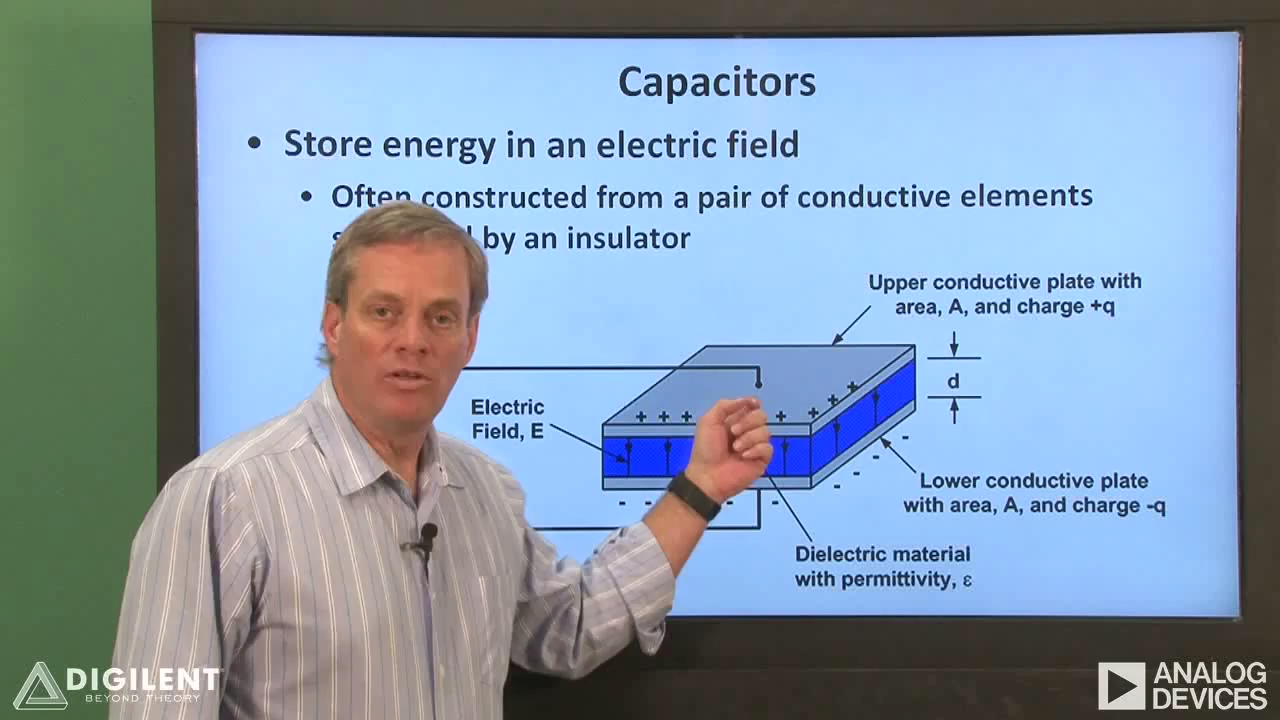 Capacitors
• Store energy in an electric field
• Often constructed from a pair of conductive elements
by an insulator
Upper conductive plate with
area, A, and charge +q
d
Electric
Field, E
Lower conductive plate
with area, A, and charge -q
Dielectric material
with permittivity, ε
DIGILENT
BEYOND THEORY
ANALOG
DEVICES